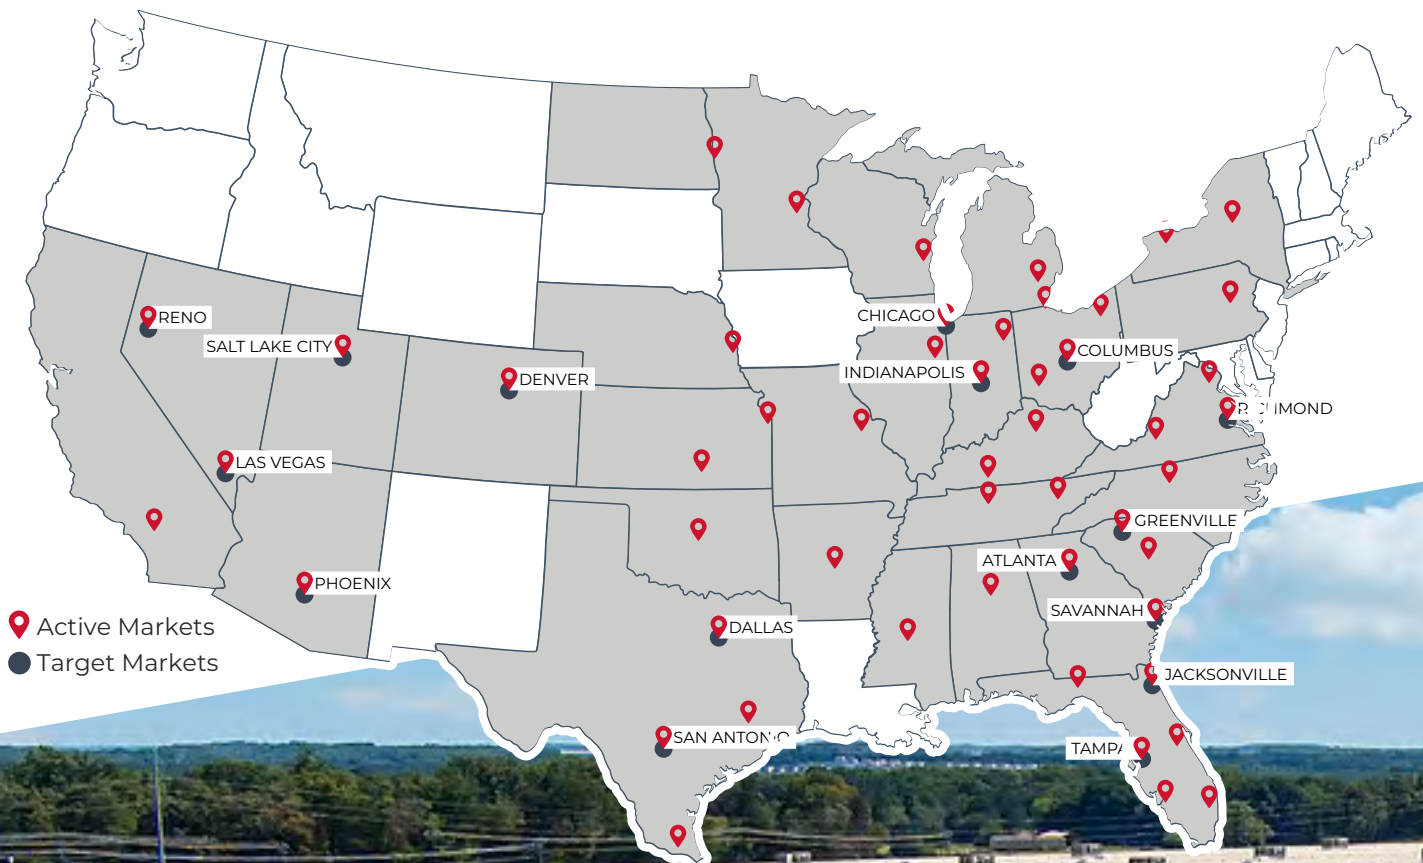 RENO
SALT LAKE CITY
DENVER
LAS VEGAS
PHOENIX
CHICAGO
INDIANAPOLIS
COLUMBUS
GREENVILLE
ATLANTA
SAVANNAH
DALLAS
JACKSONVILLE
Active Markets
Target Markets